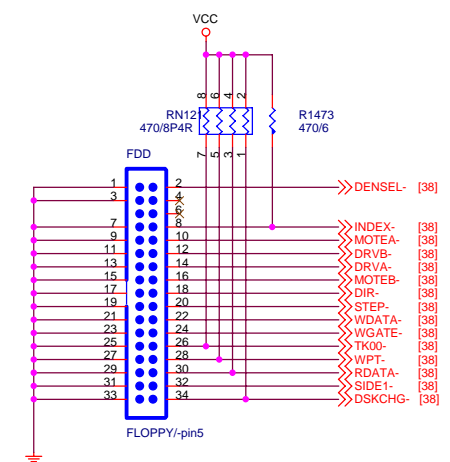 VCC
8 6 4 2
RN121
470/8P4R
R1473
470/6
7 5 3 1
FDD
1 2 DENSEL- [38]
3 4
6
7 8 INDEX- [38]
9 10 MOTEA- [38]
11 12 DRVB- [38]
13 14 DRVA- [38]
15 16 MOTEB- [38]
17 18 DIR- [38]
19 20 STEP- [38]
21 22 WDATA- [38]
23 24 WGATE- [38]
25 26 TK00- [38]
27 28 WPT- [38]
29 30 RDATA- [38]
31 32 SIDE1- [38]
33 34 DSKCHG- [38]
FLOPPY/-pin5